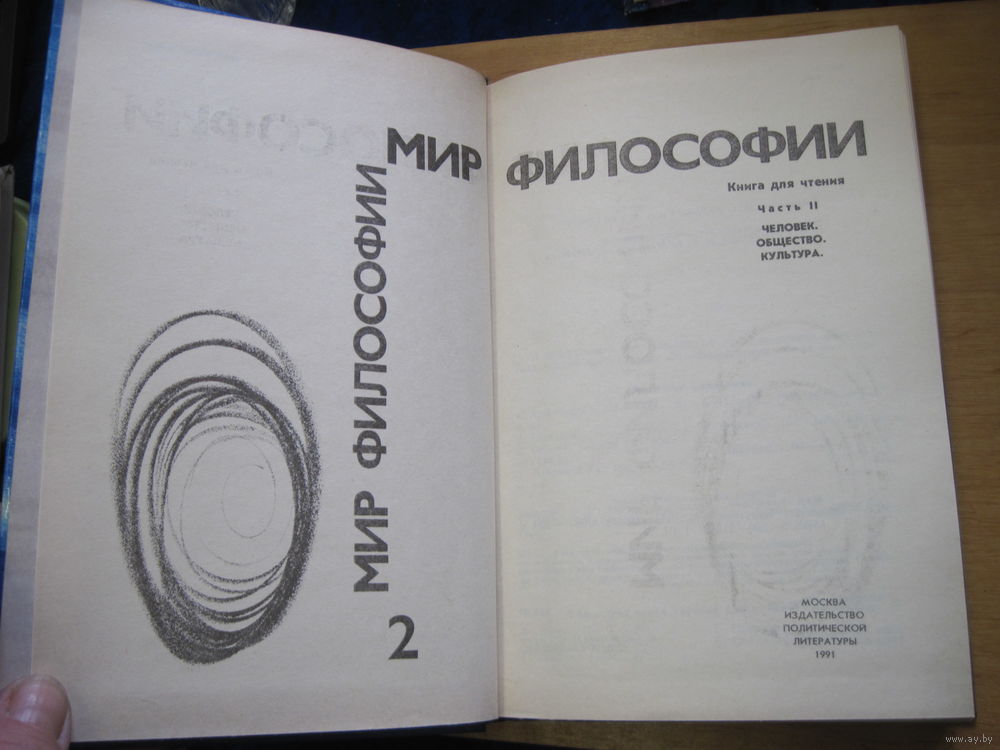 МИР ФИЛОСОФИИ
МИР ФИЛОСОФИИ
2
Книга для чтения
Часть II
ЧЕЛОВЕК.
ОБЩЕСТВО.
КУЛЬТУРА.
МОСКВА
ИЗДАТЕЛЬСТВО
ПОЛИТИЧЕСКОЙ
ЛИТЕРАТУРЫ
1991
www.ay.by